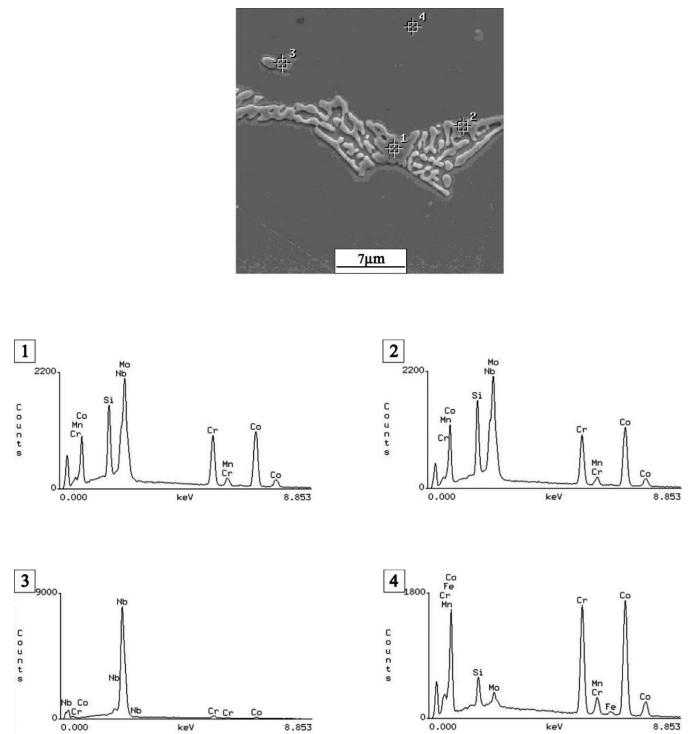 4
3
2
1
7µm
1
2200
Counts
0
Co
Mn
Cr
Si
Mo
Nb
Cr
Mn
Cr
Co
Co
0.000 keV 8.853
2
2200
Counts
0
Co
Mn
Cr
Si
Mo
Nb
Cr
Mn
Cr
Co
Co
0.000 keV 8.853
3
9000
Counts
0
Nb Co
Cr
Nb
Nb
Nb
Cr Cr Co
0.000 keV 8.853
4
1800
Counts
0
Co
Fe
Cr
Mn
Si
Mo
Cr
Mn
Cr
Fe
Co
Co
0.000 keV 8.853